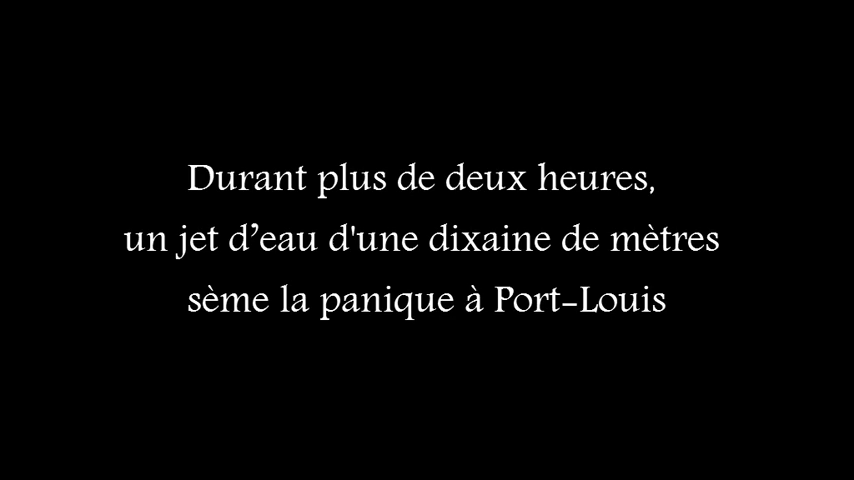 Durant plus de deux heures,
un jet d’eau d'une dixaine de mètres
sème la panique à Port-Louis